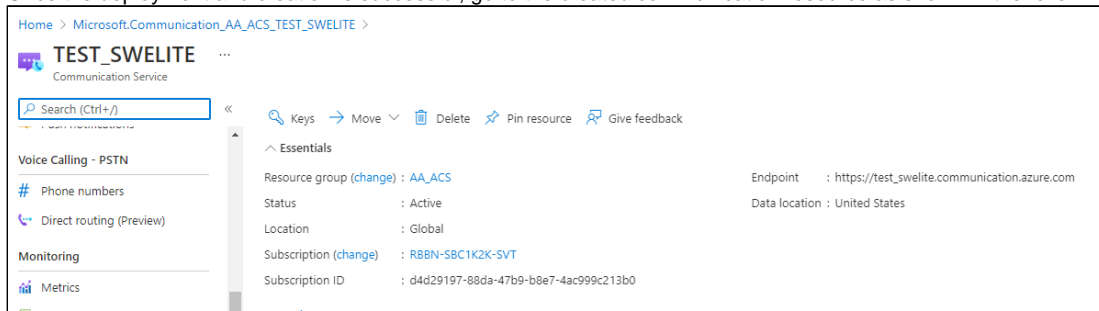 Home > Microsoft.Communication_AA_ACS_TEST_SWELITE >
TEST_SWELITE ...
Communication Service
Search (Ctrl+/) «
Keys Move Delete Pin resource Give feedback
Essentials
Resource group (change) : AA_ACS
Status : Active
Location : Global
Subscription (change) : RBBN-SBC1K2K-SVT
Subscription ID : d4d29197-88da-47b9-b8e7-4ac999c213b0
Endpoint : https://test_swelite.communication.azure.com
Data location : United States
Voice Calling - PSTN
# Phone numbers
Direct routing (Preview)
Monitoring
Metrics